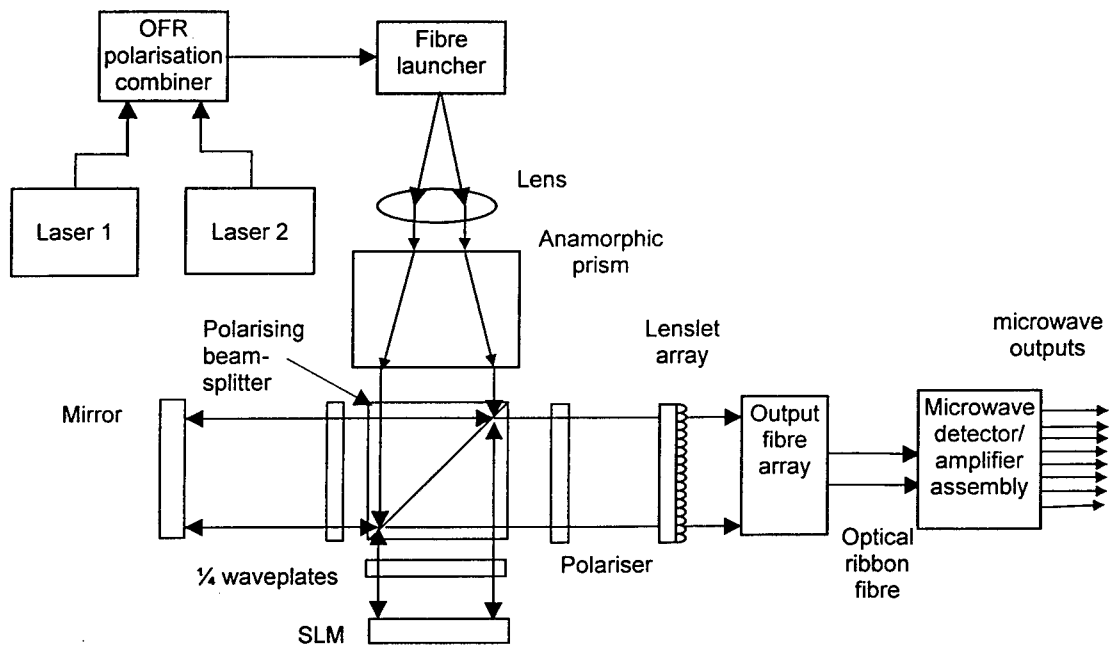 OFR
polarisation
combiner
Fibre
launcher
Laser 1
Laser 2
Lens
Anamorphic
prism
Polarising
beam-
splitter
Lenslet
array
microwave
outputs
Mirror
Output
fibre
array
Microwave
detector/
amplifier
assembly
¼ waveplates
Polariser
Optical
ribbon
fibre
SLM